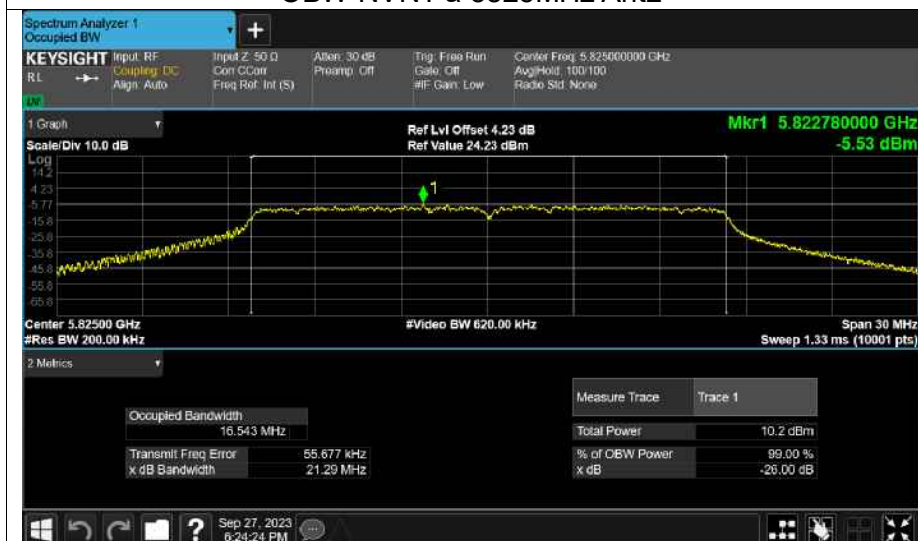 OBW NVNT a 5825MHz Ant2
Spectrum Analyzer 1
Occupied BW
+
KEYSIGHT
Input: RF
Coupling: DC
Align: Auto
Input Z: 50 Ω
Corr CCorr
Freq Ref: Int (S)
Atten: 30 dB
Preamp: Off
Trig: Free Run
Gate: Off
#IF Gain: Low
Center Freq: 5.825000000 GHz
Avg|Hold: 100/100
Radio Std: None
RL
1 Graph
Scale/Div 10.0 dB
Ref Lvl Offset 4.23 dB
Ref Value 24.23 dBm
Mkr1 5.822780000 GHz
-5.53 dBm
Log
14.2
4.23
-5.77
-15.8
-25.8
-35.8
-45.8
-55.8
-65.8
1
Center 5.82500 GHz
#Res BW 200.00 kHz
#Video BW 620.00 kHz
Span 30 MHz
Sweep 1.33 ms (10001 pts)
2 Metrics
Occupied Bandwidth
16.543 MHz
Transmit Freq Error 55.677 kHz
x dB Bandwidth 21.29 MHz
Measure Trace Trace 1
Total Power 10.2 dBm
% of OBW Power 99.00 %
x dB -26.00 dB
?
Sep 27, 2023
6:24:24 PM